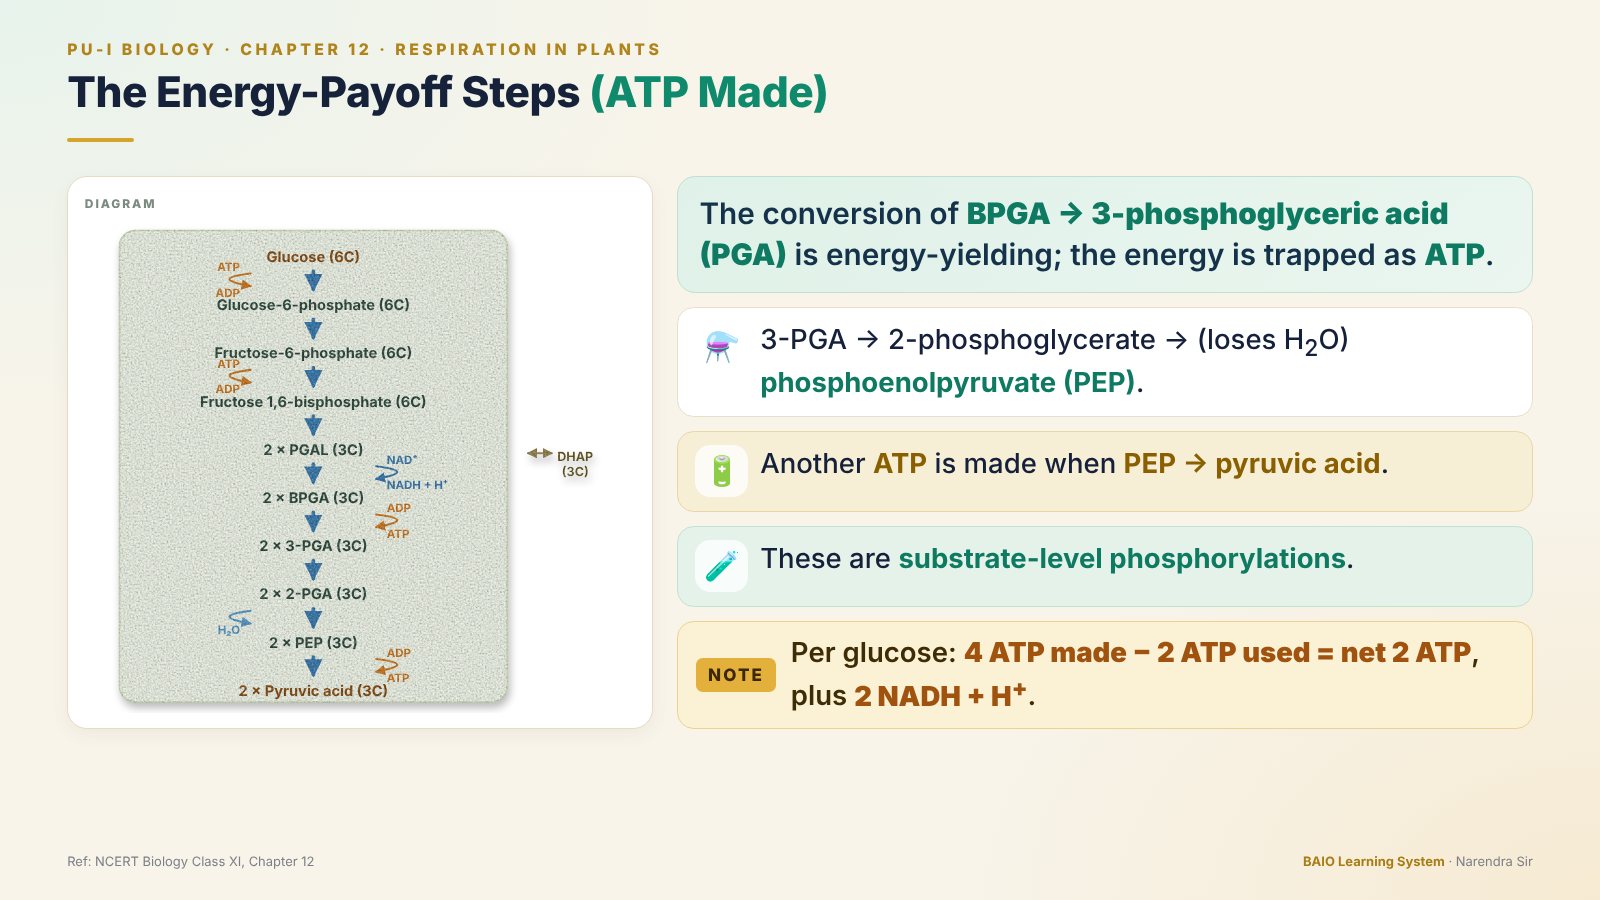 PU-I BIOLOGY · CHAPTER 12 · RESPIRATION IN PLANTS
The Energy-Payoff Steps (ATP Made)
DIAGRAM
Glucose (6C)
ATP
ADP
Glucose-6-phosphate (6C)
Fructose-6-phosphate (6C)
ATP
ADP
Fructose 1,6-bisphosphate (6C)
2 × PGAL (3C)
DHAP
(3C)
NAD⁺
NADH + H⁺
2 × BPGA (3C)
ADP
ATP
2 × 3-PGA (3C)
2 × 2-PGA (3C)
H₂O
2 × PEP (3C)
ADP
ATP
2 × Pyruvic acid (3C)
The conversion of BPGA → 3-phosphoglyceric acid
(PGA) is energy-yielding; the energy is trapped as ATP.
3-PGA → 2-phosphoglycerate → (loses H₂O)
phosphoenolpyruvate (PEP).
Another ATP is made when PEP → pyruvic acid.
These are substrate-level phosphorylations.
NOTE
Per glucose: 4 ATP made − 2 ATP used = net 2 ATP,
plus 2 NADH + H⁺.
Ref: NCERT Biology Class XI, Chapter 12
BAIO Learning System · Narendra Sir